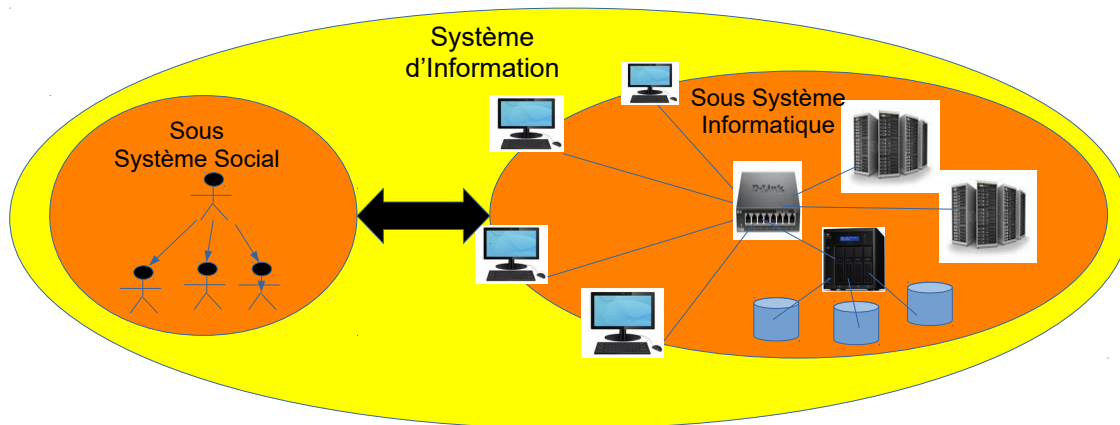 Système
d'Information
Sous
Système Social
Sous Système
Informatique
D-Link